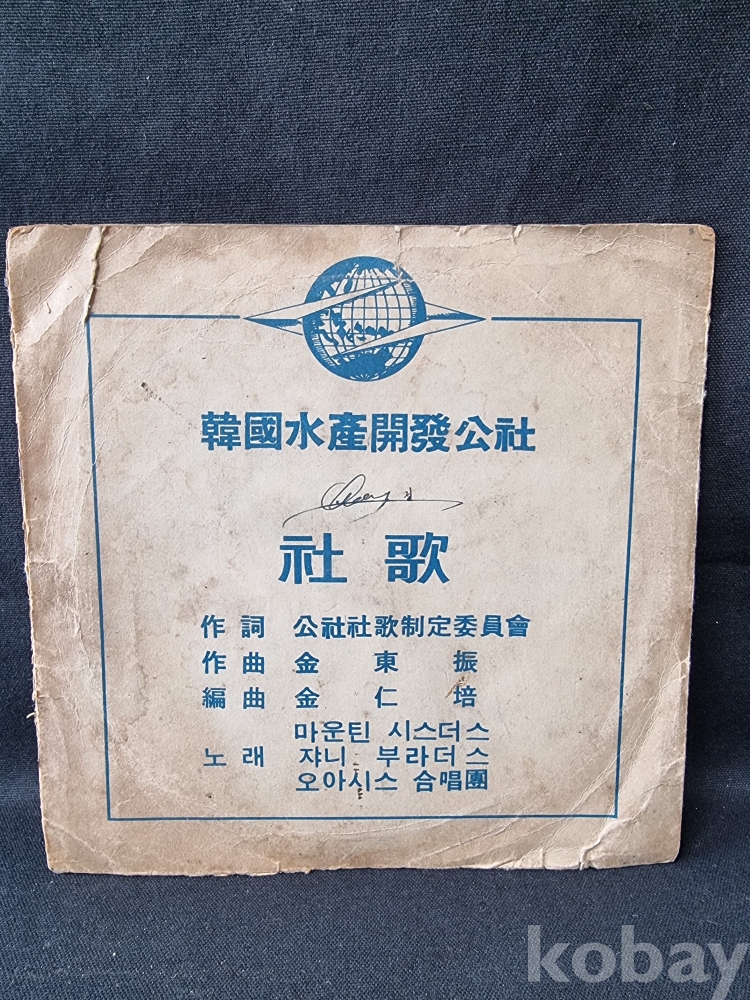 韓國水產開發公社
社歌
作詞 公社社歌制定委員會
作曲 金東振
編曲 金仁培
마운틴 시스더스
노래 쟈니 부라더스
오아시스 合唱團
kobay